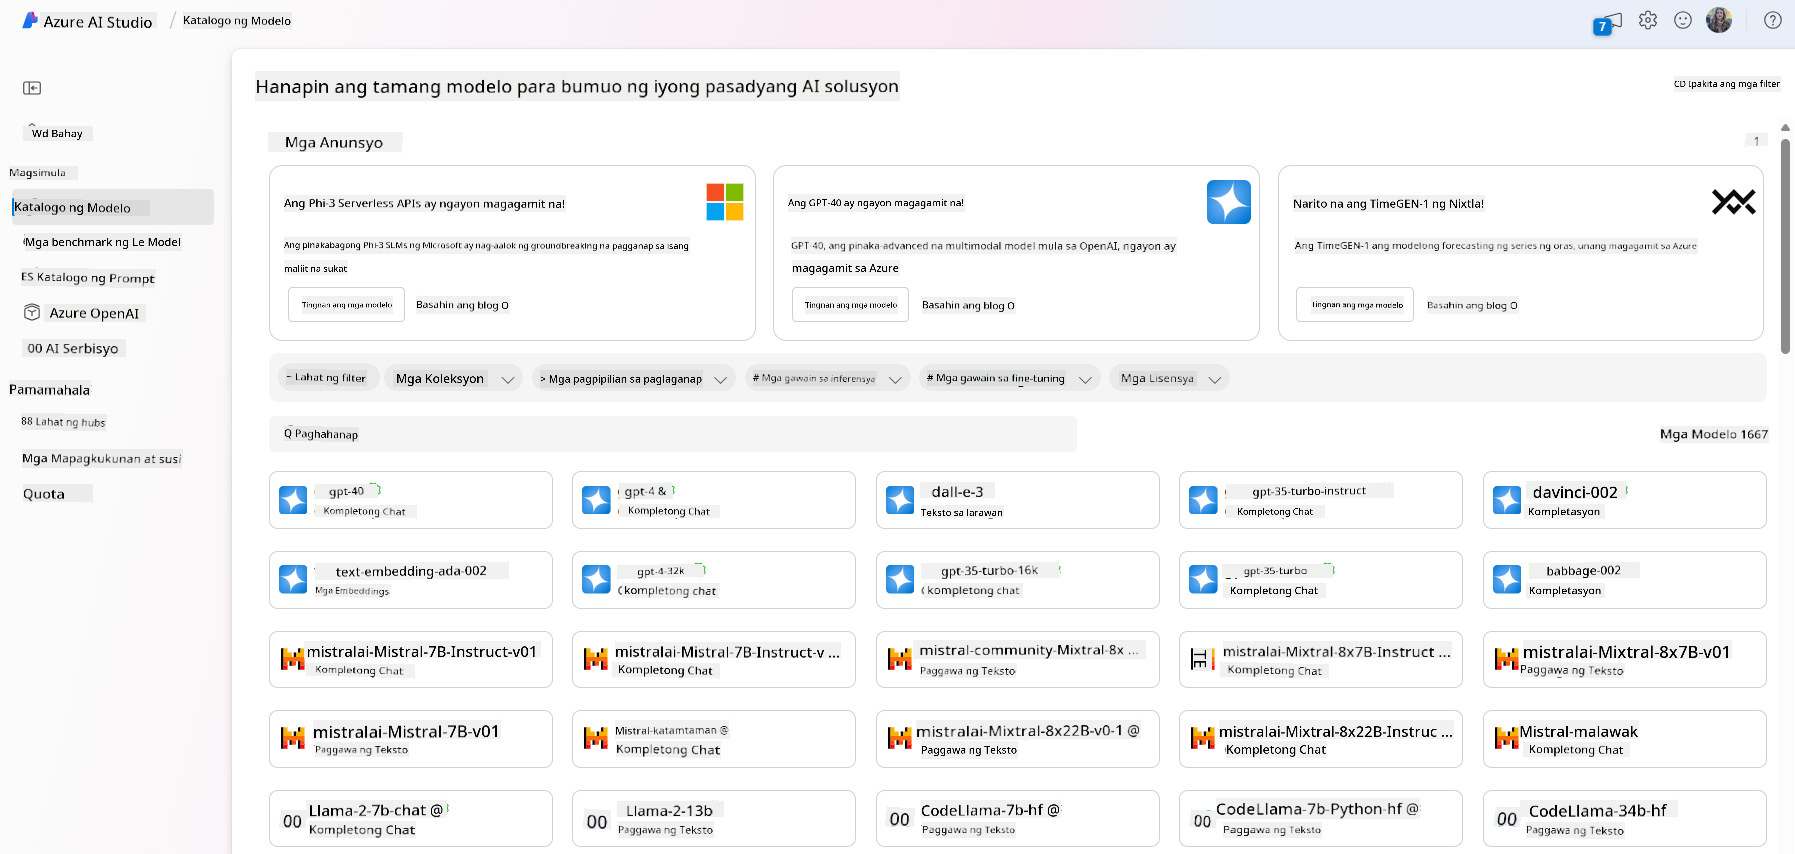 Azure AI Studio / Katalogo ng Modelo
7
Hanapin ang tamang modelo para bumuo ng iyong pasadyang AI solusyon
CD Ipakita ang mga filter
Wd Bahay
Magsimula
Katalogo ng Modelo
Mga benchmark ng Le Model
ES Katalogo ng Prompt
Azure OpenAI
00 AI Serbisyo
Pamamahala
88 Lahat ng hubs
Mga Mapagkukunan at susi
Quota
Mga Anunsyo
1
Ang Phi-3 Serverless APIs ay ngayon magagamit na!
Ang pinakabagong Phi-3 SLMs ng Microsoft ay nag-aalok ng groundbreaking na pagganap sa isang
maliit na sukat
Tingnan ang mga modelo
Basahin ang blog O
Ang GPT-40 ay ngayon magagamit na!
GPT-40, ang pinaka-advanced na multimodal model mula sa OpenAI, ngayon ay
magagamit sa Azure
Tingnan ang mga modelo
Basahin ang blog O
Narito na ang TimeGEN-1 ng Nixtla!
Ang TimeGEN-1 ang modelong forecasting ng series ng oras, unang magagamit sa Azure
Tingnan ang mga modelo
Basahin ang blog O
~ Lahat ng filter
Mga Koleksyon
> Mga pagpipilian sa paglaganap
# Mga gawain sa inferensya
# Mga gawain sa fine-tuning
Mga Lisensya
Q Paghahanap
Mga Modelo 1667
gpt-40
Kompletong Chat
gpt-4 &
Kompletong Chat
dall-e-3
Teksto sa larawan
gpt-35-turbo-instruct
Kompletong Chat
davinci-002
Kompletasyon
text-embedding-ada-002
Mga Embeddings
gpt-4-32k
(kompletong chat
gpt-35-turbo-16k
( kompletong chat
gpt-35-turbo
Kompletong Chat
babbage-002
Kompletasyon
mistralai-Mistral-7B-Instruct-v01
Kompletong Chat
mistralai-Mistral-7B-Instruct-v ...
Kompletong Chat
mistral-community-Mixtral-8x ...
Paggawa ng Teksto
mistralai-Mixtral-8x7B-Instruct ...
Kompletong Chat
mistralai-Mixtral-8x7B-v01
Paggawa ng Teksto
mistralai-Mistral-7B-v01
Paggawa ng Teksto
Mistral-katamtaman @
Kompletong Chat
mistralai-Mixtral-8x22B-v0-1 @
Paggawa ng Teksto
mistralai-Mixtral-8x22B-Instruc ...
Kompletong Chat
Mistral-malawak
Kompletong Chat
00 Llama-2-7b-chat @
Kompletong Chat
00 Llama-2-13b
Paggawa ng Teksto
00 CodeLlama-7b-hf @
Paggawa ng Teksto
00 CodeLlama-7b-Python-hf @
Paggawa ng Teksto
00 CodeLlama-34b-hf
Paggawa ng Teksto